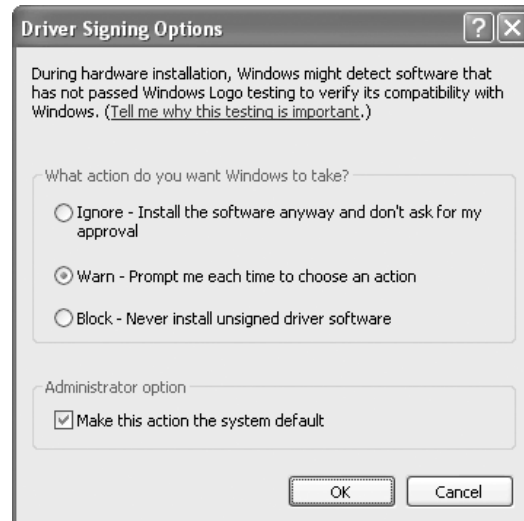 Driver Signing Options
During hardware installation, Windows might detect software that
has not passed Windows Logo testing to verify its compatibility with
Windows. (Tell me why this testing is important.)
What action do you want Windows to take?
Ignore - Install the software anyway and don't ask for my
approval
Warn - Prompt me each time to choose an action
Block - Never install unsigned driver software
Administrator option
Make this action the system default
OK
Cancel